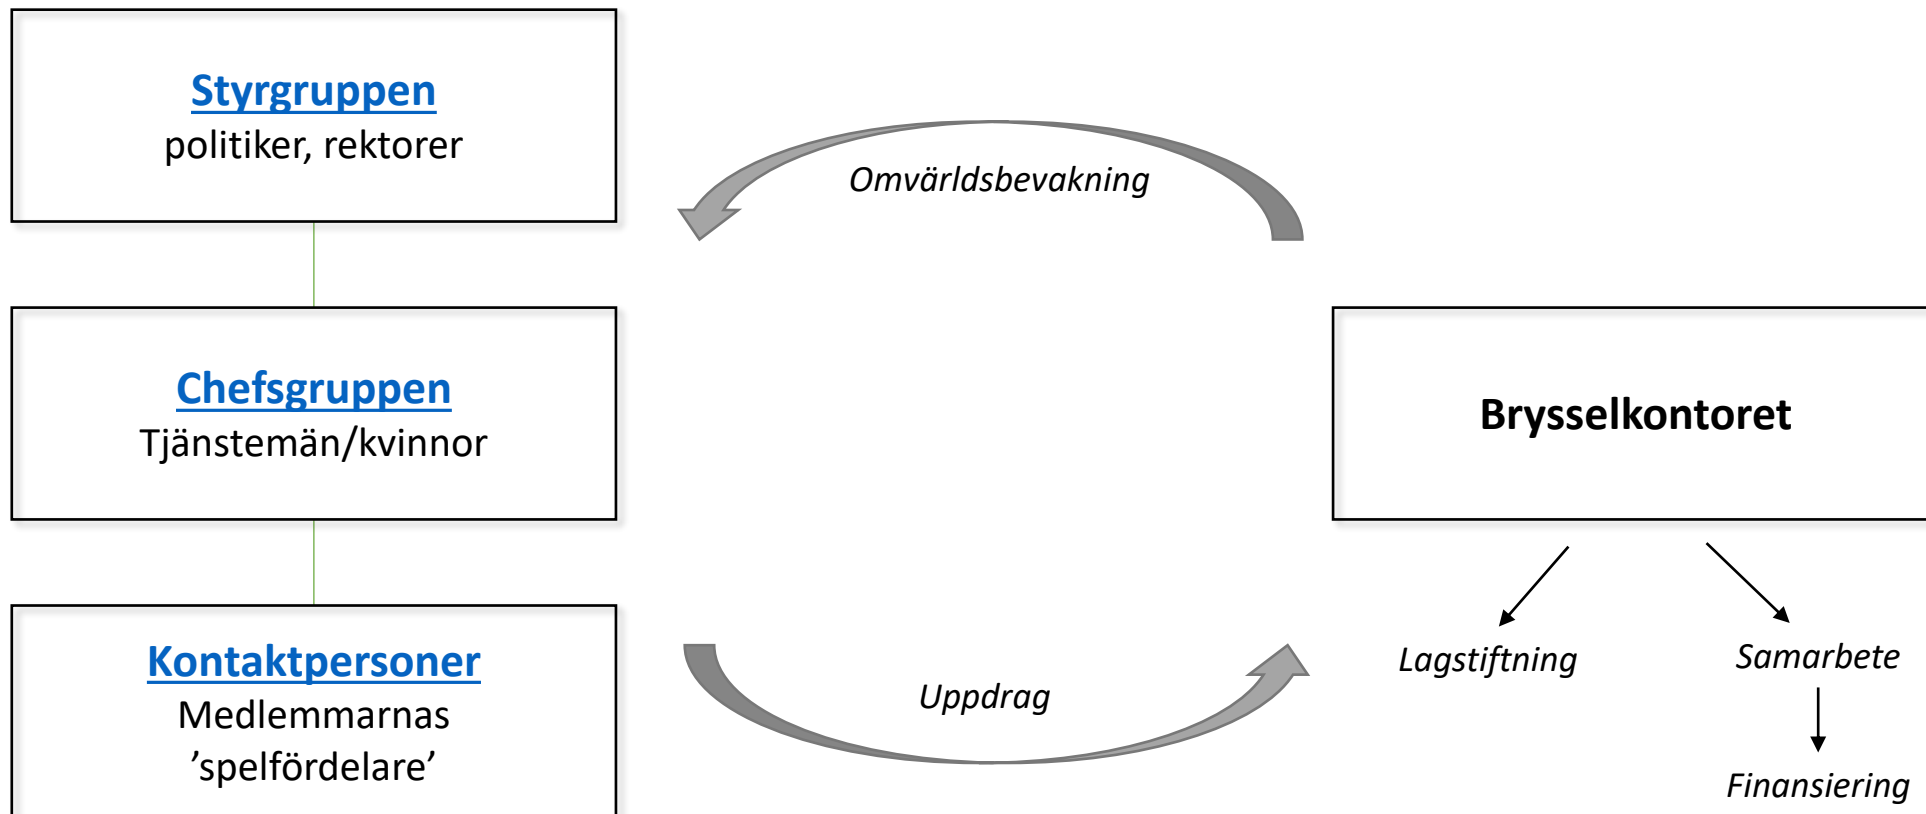 Styrgruppen
politiker, rektorer
Omvärldsbevakning
Chefsgruppen
Tjänstemän/kvinnor
Brysselkontoret
Kontaktpersoner
Medlemmarnas
’spelfördelare’
Uppdrag
Lagstiftning
Samarbete
Finansiering